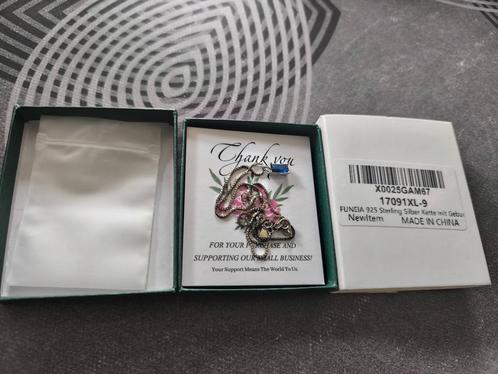 Thank you
FOR YOUR PURCHASE AND
SUPPORTING OUR SMALL BUSINESS!
Your Support Means The World To Us.
X0025GAM67
17091XL-9
FUNEIA 925 Sterling Silber Kette mit Gebur
NewItem MADE IN CHINA